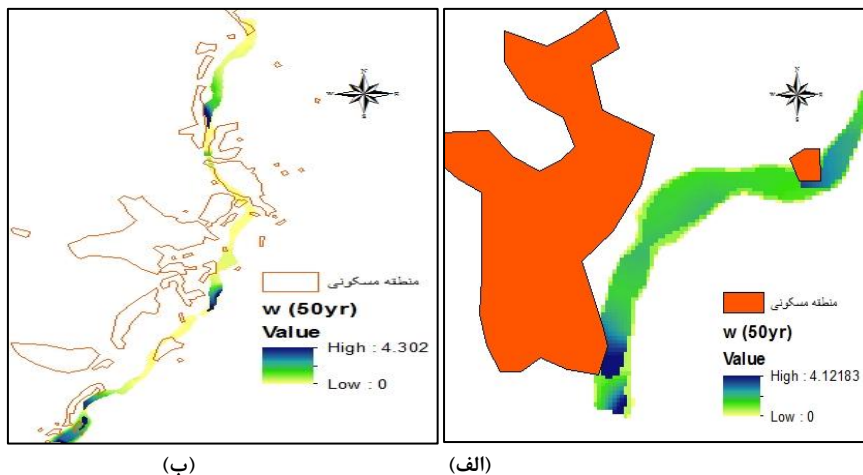 N
W
E
S
منطقه مسکونی
w (50yr)
Value
High : 4.302
Low : 0
(ب)
N
W
E
S
منطقه مسکونی
w (50yr)
Value
High : 4.12183
Low : 0
(الف)